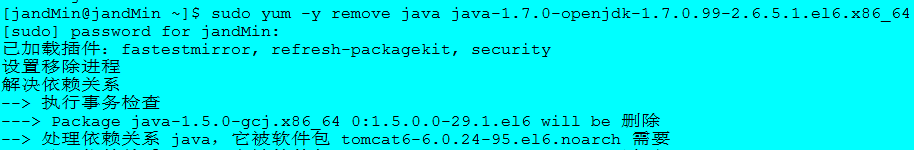 [jandMin@jandMin ~]$ sudo yum -y remove java java-1.7.0-openjdk-1.7.0.99-2.6.5.1.el6.x86_64
[sudo] password for jandMin:
已加载插件：fastestmirror, refresh-packagekit, security
设置移除进程
解决依赖关系
--> 执行事务检查
---> Package java-1.5.0-gcj.x86_64 0:1.5.0.0-29.1.el6 will be 删除
--> 处理依赖关系 java，它被软件包 tomcat6-6.0.24-95.el6.noarch 需要